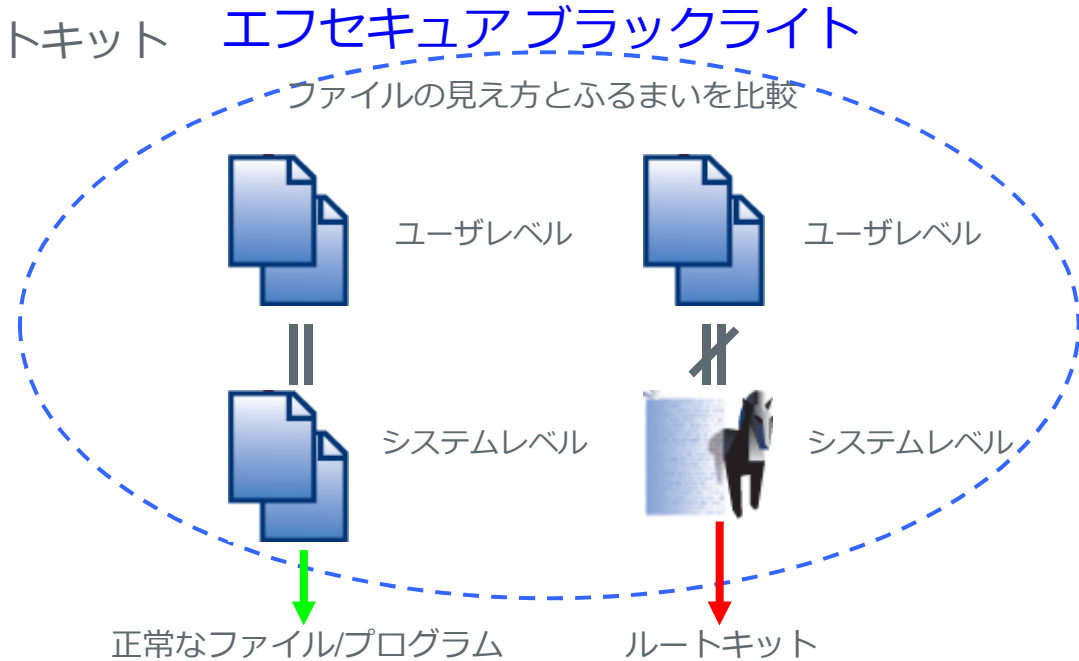 トキット
エフセキュア ブラックライト
ファイルの見え方とふるまいを比較
ユーザレベル
ユーザレベル
システムレベル
システムレベル
正常なファイル/プログラム
ルートキット